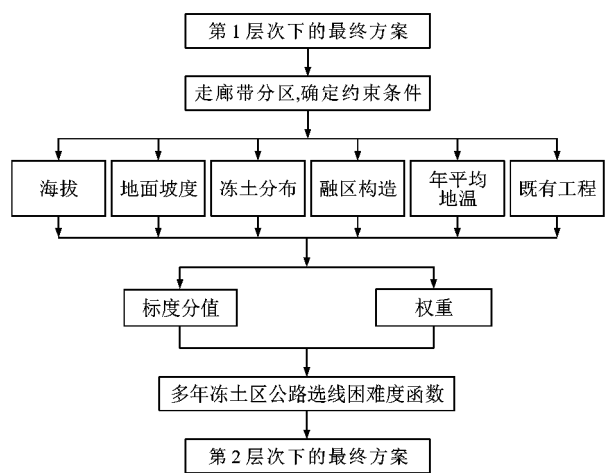 第1层次下的最终方案
走廊带分区,确定约束条件
海拔
地面坡度
冻土分布
融区构造
年平均
地温
既有工程
标度分值
权重
多年冻土区公路选线困难度函数
第2层次下的最终方案